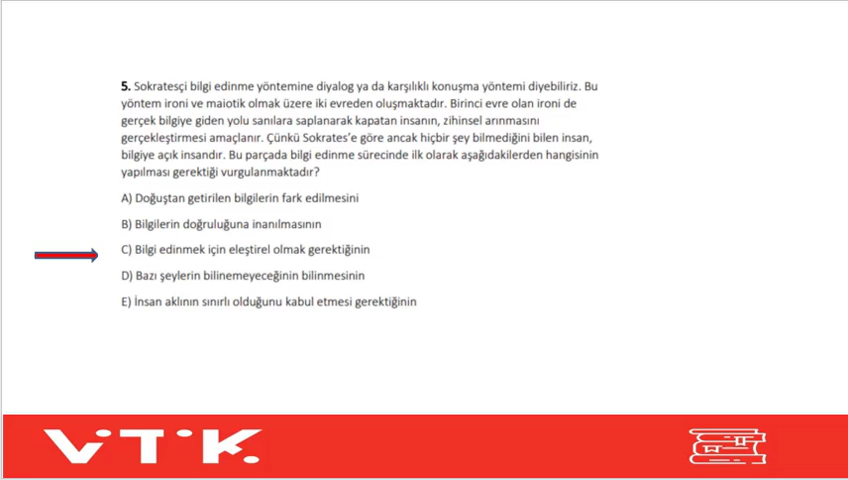 5. Sokratesçi bilgi edinme yöntemine diyalog ya da karşılıklı konuşma yöntemi diyebiliriz. Bu
yöntem ironi ve maiotik olmak üzere iki evreden oluşmaktadır. Birinci evre olan ironi de
gerçek bilgiye giden yolu sanılara saplanarak kapatan insanın, zihinsel arınmasını
gerçekleştirmesi amaçlanır. Çünkü Sokrates'e göre ancak hiçbir şey bilmediğini bilen insan,
bilgiye açık insandır. Bu parçada bilgi edinme sürecinde ilk olarak aşağıdakilerden hangisinin
yapılması gerektiği vurgulanmaktadır?
A) Doğuştan getirilen bilgilerin fark edilmesini
B) Bilgilerin doğruluğuna inanılmasının
C) Bilgi edinmek için eleştirel olmak gerektiğinin
D) Bazı şeylerin bilinemeyeceğinin bilinmesinin
E) İnsan aklının sınırlı olduğunu kabul etmesi gerektiğinin
VTK